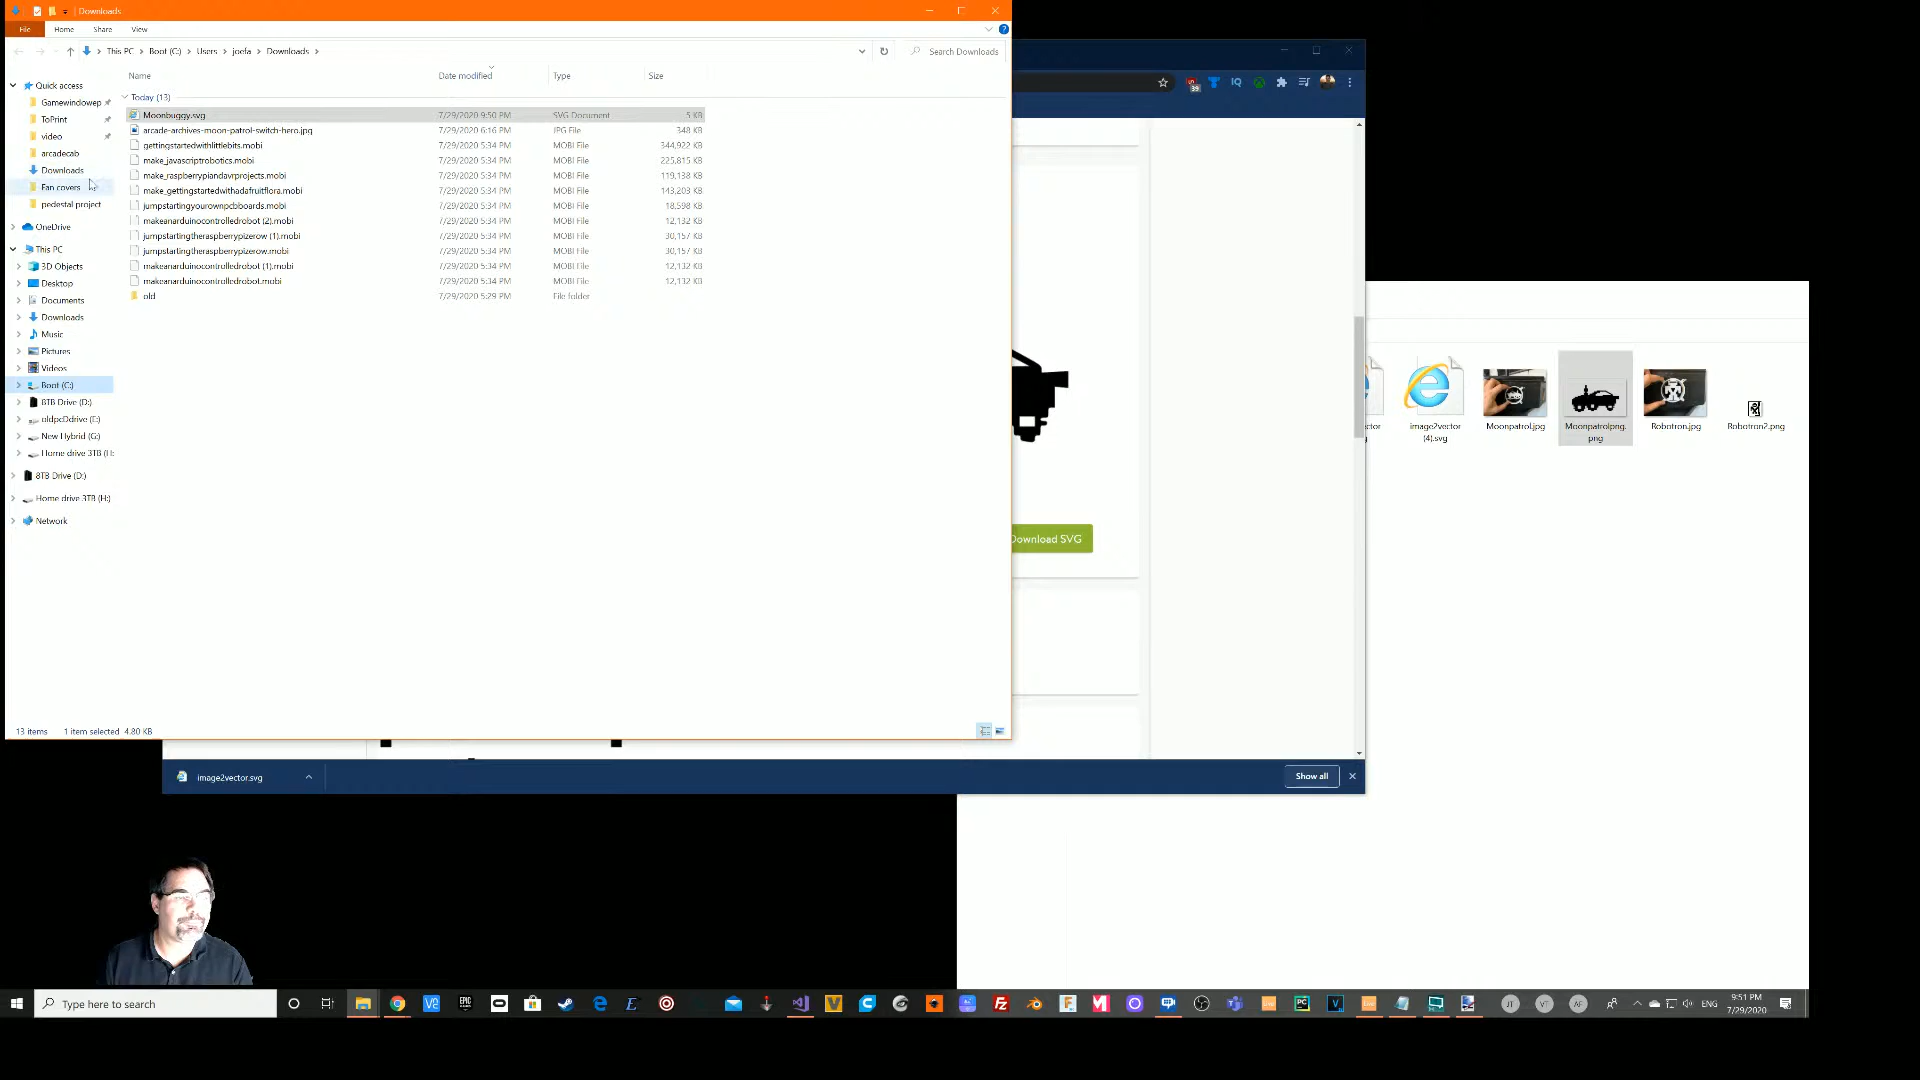 Downloads
File Home Share View
This PC > Boot (C:) > Users > joefa > Downloads >
Search Downloads
Name Date modified Type Size
Quick access
Gamewindowep
ToPrint
video
arcadecab
Downloads
Fan covers
pedestal project
OneDrive
This PC
3D Objects
Desktop
Documents
Downloads
Music
Pictures
Videos
Boot (C:)
8TB Drive (D:)
oldpcDdrive (E:)
New Hybrid (G:)
Home drive 3TB (H:
8TB Drive (D:)
Home drive 3TB (H:)
Network
Today (13)
Moonbuggy.svg 7/29/2020 9:50 PM SVG Document 5 KB
arcade-archives-moon-patrol-switch-hero.jpg 7/29/2020 6:16 PM JPG File 348 KB
gettingstartedwithlittlebits.mobi 7/29/2020 5:34 PM MOBI File 344,922 KB
make_javascriptrobotics.mobi 7/29/2020 5:34 PM MOBI File 225,815 KB
make_raspberrypiandavrprojects.mobi 7/29/2020 5:34 PM MOBI File 119,138 KB
make_gettingstartedwithadafruitflora.mobi 7/29/2020 5:34 PM MOBI File 143,203 KB
jumpstartingyourownpcbboards.mobi 7/29/2020 5:34 PM MOBI File 18,598 KB
makeanarduinocontrolledrobot (2).mobi 7/29/2020 5:34 PM MOBI File 12,132 KB
jumpstartingtheraspberrypizerow (1).mobi 7/29/2020 5:34 PM MOBI File 30,157 KB
jumpstartingtheraspberrypizerow.mobi 7/29/2020 5:34 PM MOBI File 30,157 KB
makeanarduinocontrolledrobot (1).mobi 7/29/2020 5:34 PM MOBI File 12,132 KB
makeanarduinocontrolledrobot.mobi 7/29/2020 5:34 PM MOBI File 12,132 KB
old 7/29/2020 5:29 PM File folder
13 items 1 item selected 4.80 KB
39
Download SVG
image2vector
(4).svg
Moonpatrol.jpg
Moonpatrolpng.
png
Robotron.jpg
Robotron2.png
image2vector.svg
Show all
Type here to search
EPIC
PC
JT
VT
AF
ENG
9:51 PM
7/29/2020